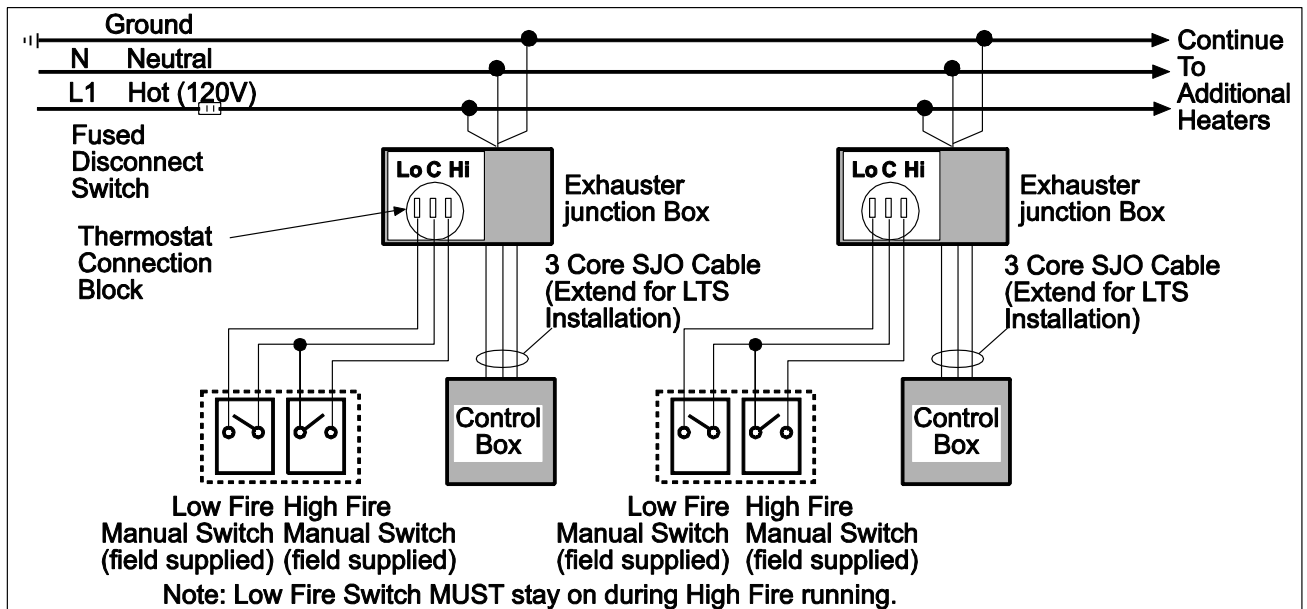 Ground
N Neutral
L1 Hot (120V)
Continue
To
Additional
Heaters
Fused
Disconnect
Switch
Thermostat
Connection
Block
Lo C Hi
Exhauster
junction Box
3 Core SJO Cable
(Extend for LTS
Installation)
Control
Box
Low Fire
Manual Switch
(field supplied)
High Fire
Manual Switch
(field supplied)
Lo C Hi
Exhauster
junction Box
3 Core SJO Cable
(Extend for LTS
Installation)
Control
Box
Low Fire
Manual Switch
(field supplied)
High Fire
Manual Switch
(field supplied)
Note: Low Fire Switch MUST stay on during High Fire running.